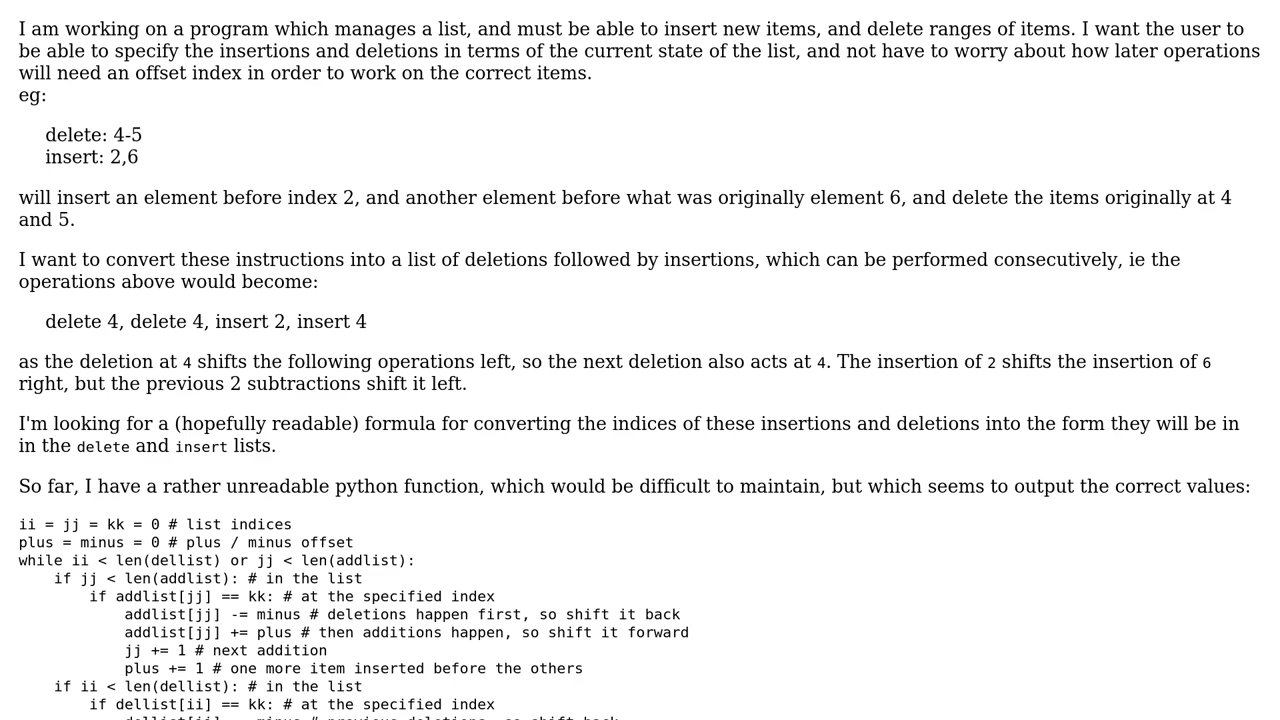 I am working on a program which manages a list, and must be able to insert new items, and delete ranges of items. I want the user to
be able to specify the insertions and deletions in terms of the current state of the list, and not have to worry about how later operations
will need an offset index in order to work on the correct items.
eg:
delete: 4-5
insert: 2,6
will insert an element before index 2, and another element before what was originally element 6, and delete the items originally at 4
and 5.
I want to convert these instructions into a list of deletions followed by insertions, which can be performed consecutively, ie the
operations above would become:
delete 4, delete 4, insert 2, insert 4
as the deletion at 4 shifts the following operations left, so the next deletion also acts at 4. The insertion of 2 shifts the insertion of 6
right, but the previous 2 subtractions shift it left.
I'm looking for a (hopefully readable) formula for converting the indices of these insertions and deletions into the form they will be in
in the delete and insert lists.
So far, I have a rather unreadable python function, which would be difficult to maintain, but which seems to output the correct values:
ii = jj = kk = 0 # list indices
plus = minus = 0 # plus / minus offset
while ii < len(dellist) or jj < len(addlist):
    if jj < len(addlist): # in the list
        if addlist[jj] == kk: # at the specified index
            addlist[jj] -= minus # deletions happen first, so shift it back
            addlist[jj] += plus # then additions happen, so shift it forward
            jj += 1 # next addition
            plus += 1 # one more item inserted before the others
    if ii < len(dellist): # in the list
        if dellist[ii] == kk: # at the specified index